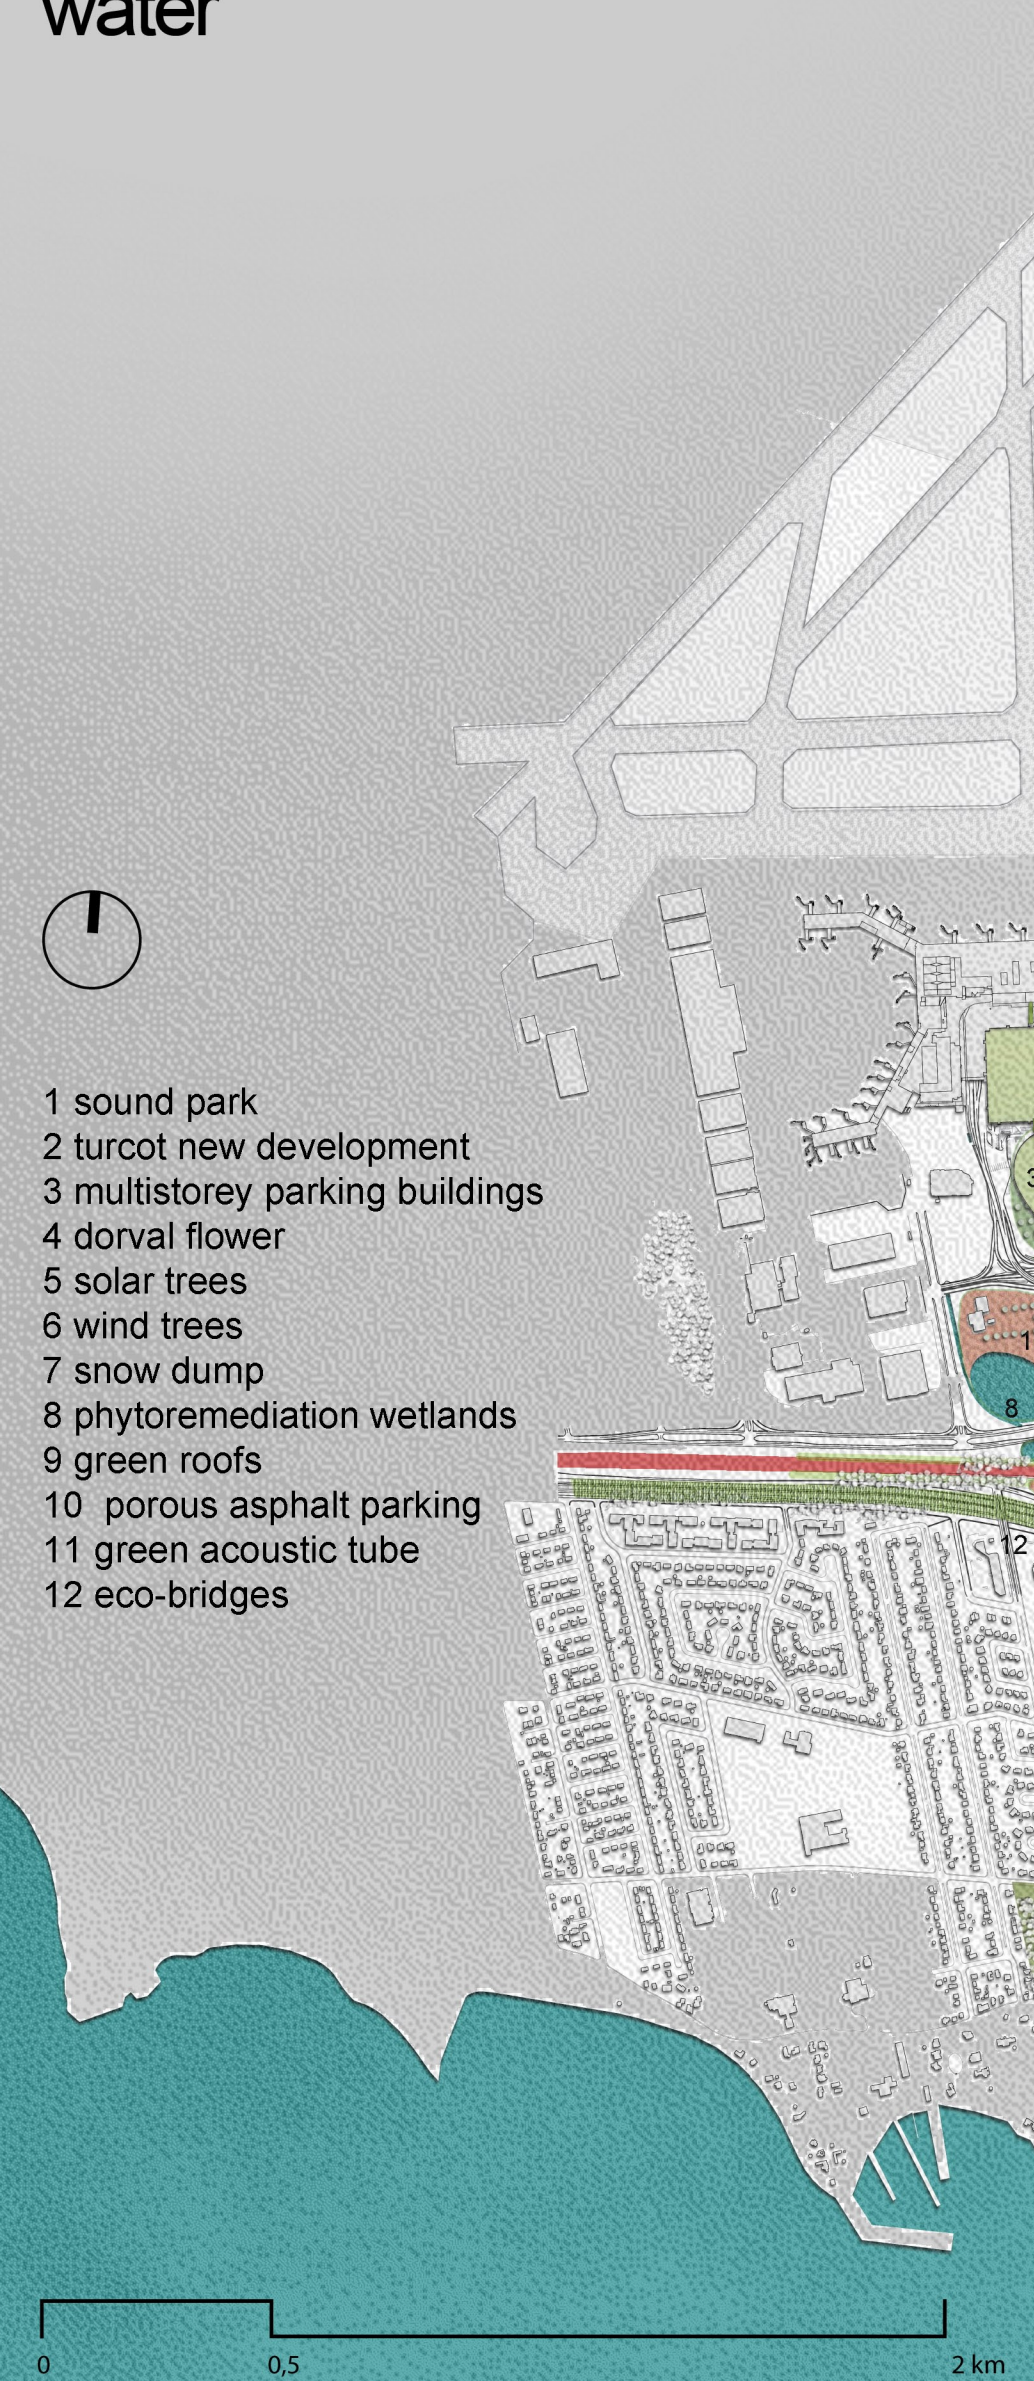 water
1 sound park
2 turcot new development
3 multistorey parking buildings
4 dorval flower
5 solar trees
6 wind trees
7 snow dump
8 phytoremediation wetlands
9 green roofs
10 porous asphalt parking
11 green acoustic tube
12 eco-bridges
3
1
8
12
0 0,5 2 km